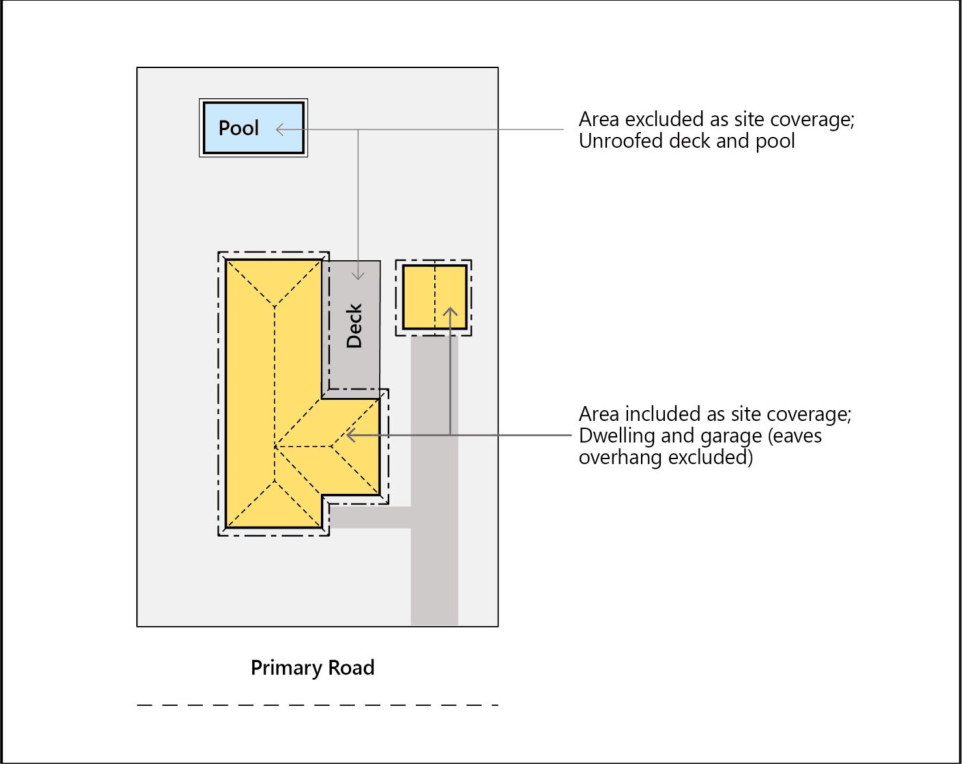 Pool
Area excluded as site coverage;
Unroofed deck and pool
Deck
Area included as site coverage;
Dwelling and garage (eaves
overhang excluded)
Primary Road